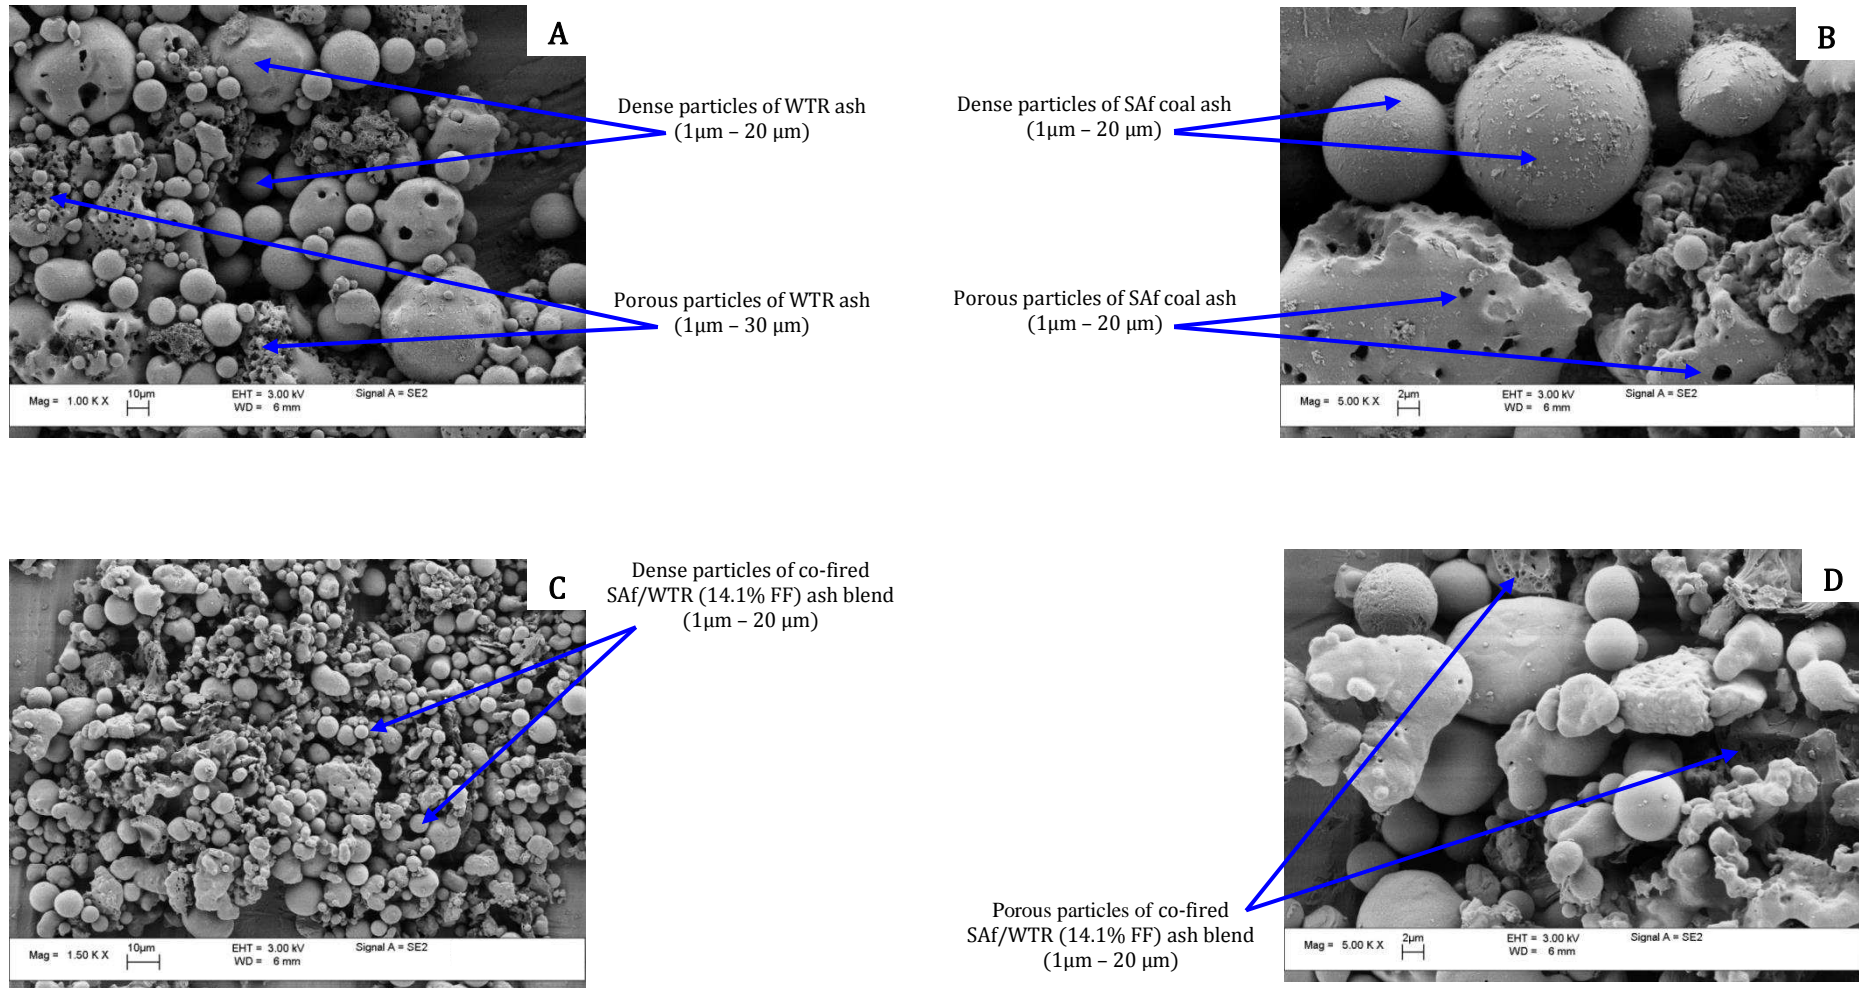 A
B
Dense particles of WTR ash
(1μm – 20 μm)
Dense particles of SAf coal ash
(1μm – 20 μm)
Porous particles of WTR ash
(1μm – 30 μm)
Porous particles of SAf coal ash
(1μm – 20 μm)
Mag = 1.00 K X
10μm
EHT = 3.00 kV
WD = 6 mm
Signal A = SE2
Mag = 5.00 K X
2μm
EHT = 3.00 kV
WD = 6 mm
Signal A = SE2
C
Dense particles of co-fired
SAf/WTR (14.1% FF) ash blend
(1μm – 20 μm)
D
Porous particles of co-fired
SAf/WTR (14.1% FF) ash blend
(1μm – 20 μm)
Mag = 1.50 K X
10μm
EHT = 3.00 kV
WD = 6 mm
Signal A = SE2
Mag = 5.00 K X
2μm
EHT = 3.00 kV
WD = 6 mm
Signal A = SE2